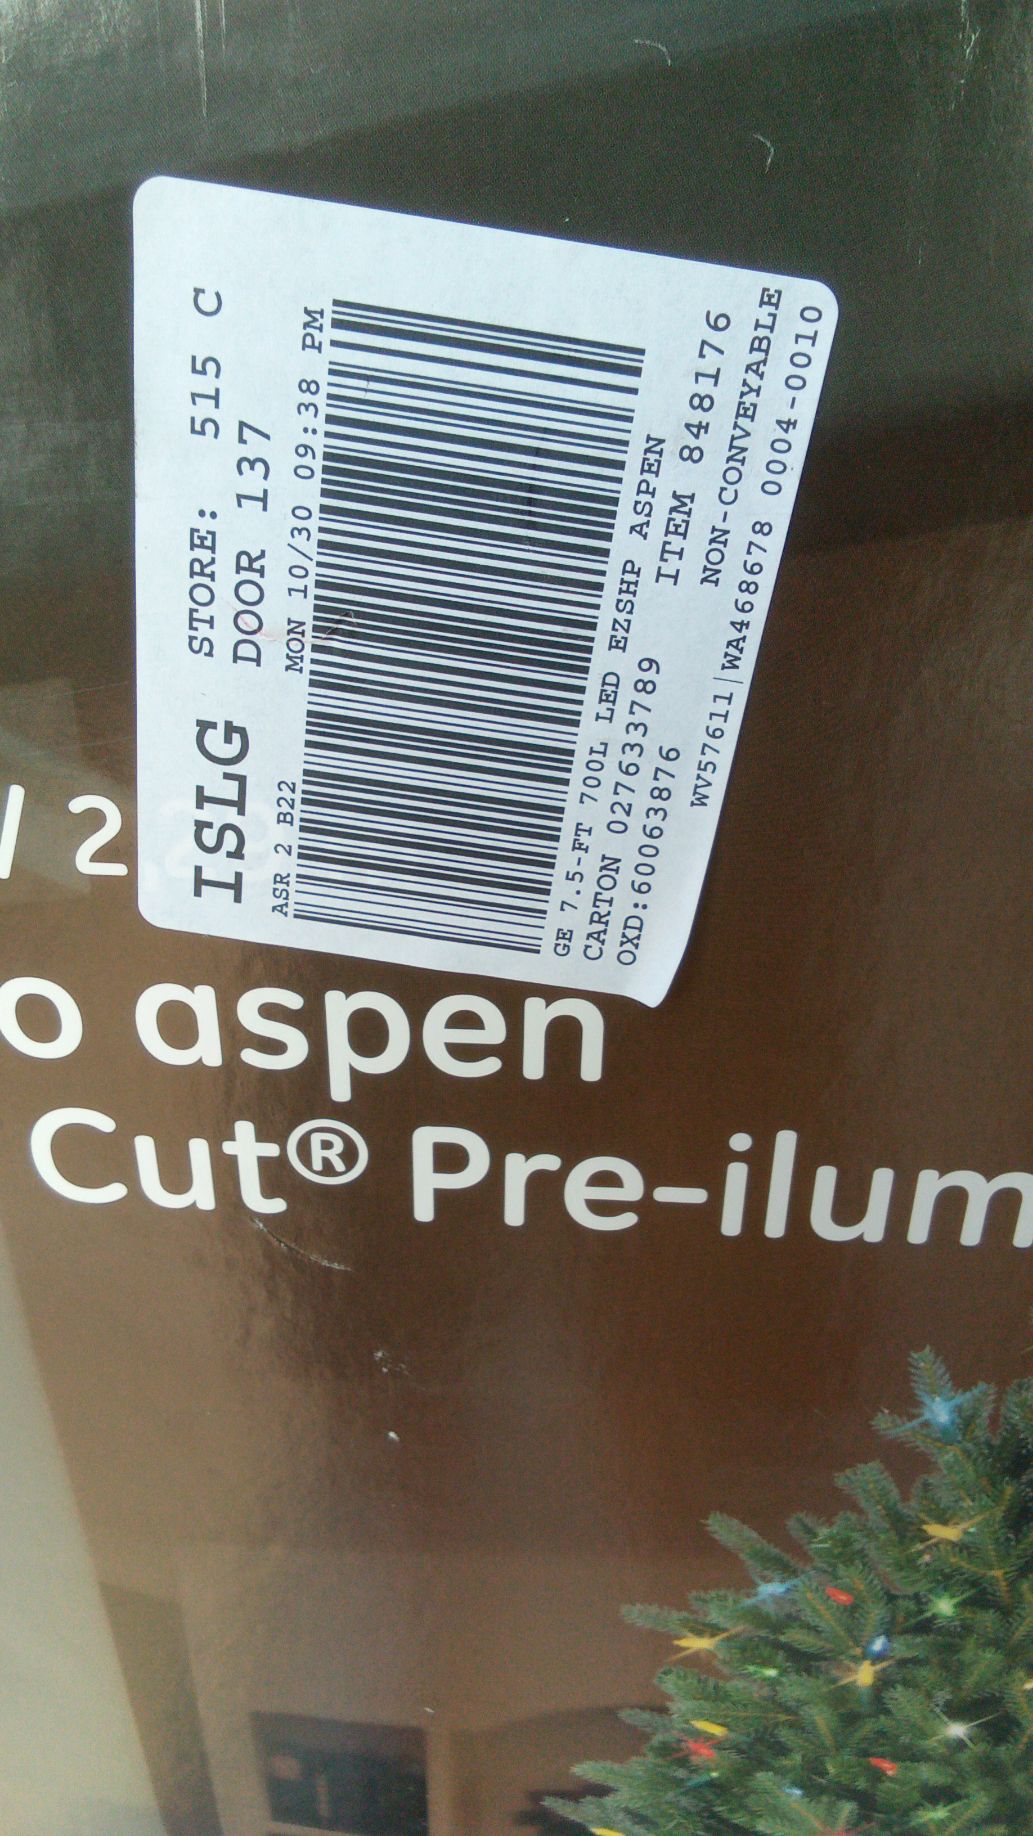 ISLG STORE: 515 C
DOOR 137
ASR 2 B22 MON 10/30 09:38 PM
GE 7.5-FT 700L LED EZSHP ASPEN
CARTON 027633789 ITEM 848176
OXD:60063876 NON-CONVEYABLE
WV57611|WA468678 0004-0010
/ 2
o aspen
Cut® Pre-ilum